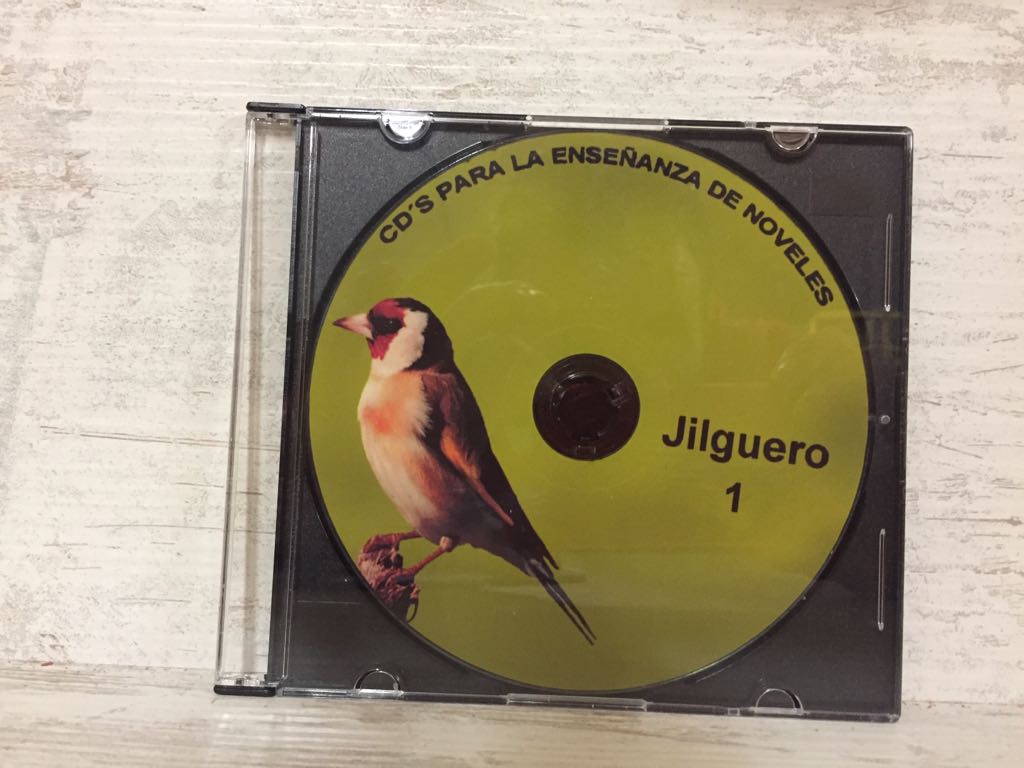 CD´S PARA LA ENSEÑANZA DE NOVELES
Jilguero
1